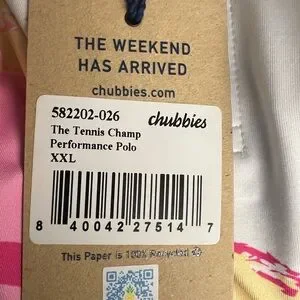 THE WEEKEND
HAS ARRIVED
chubbies.com
582202-026 chubbies
The Tennis Champ
Performance Polo
XXL
8 40042 27514 7
This Paper is 100% Recycled